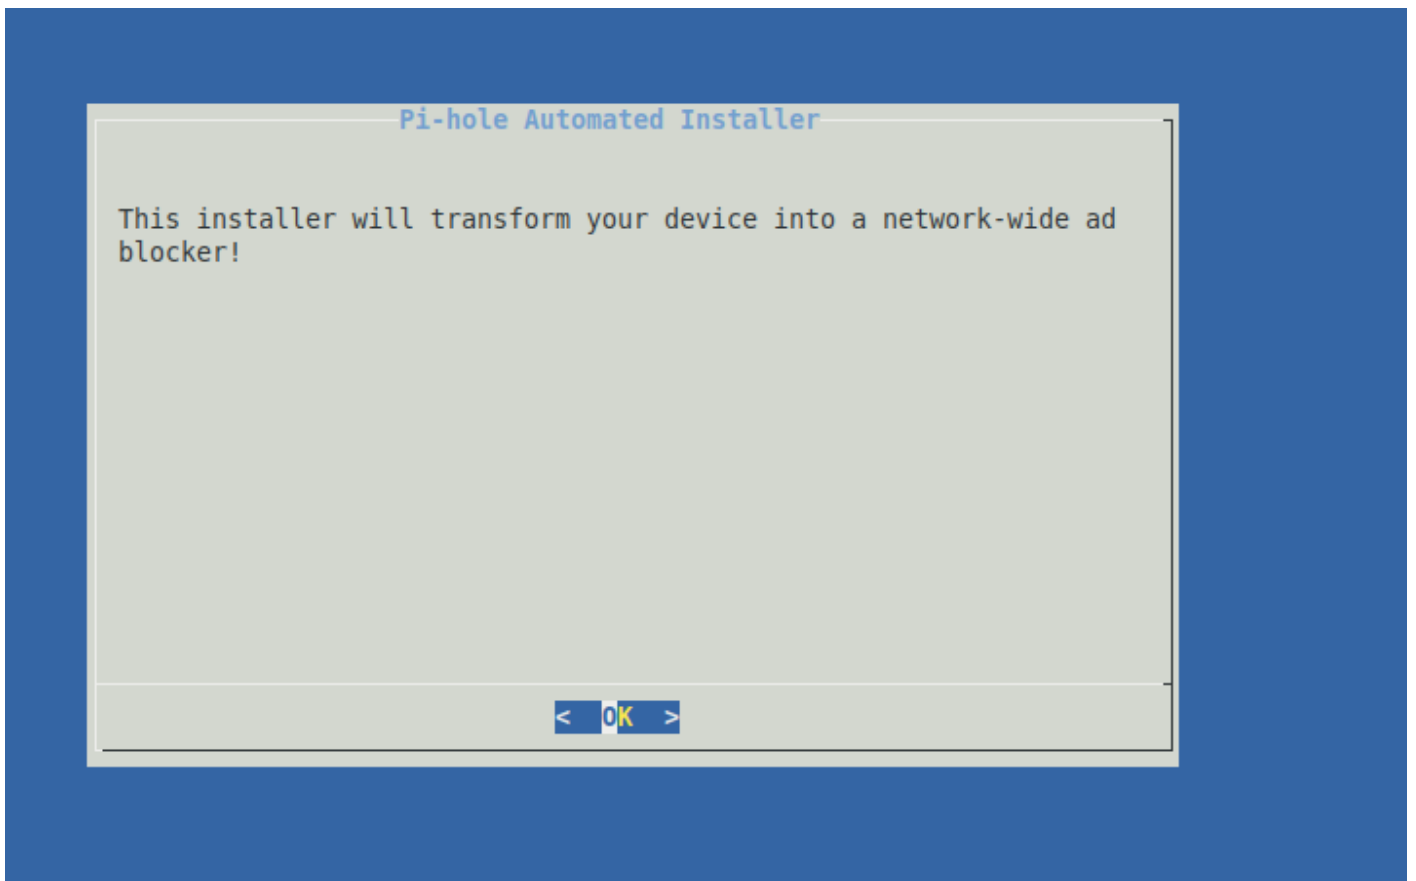 Pi-hole Automated Installer
This installer will transform your device into a network-wide ad
blocker!
< OK >